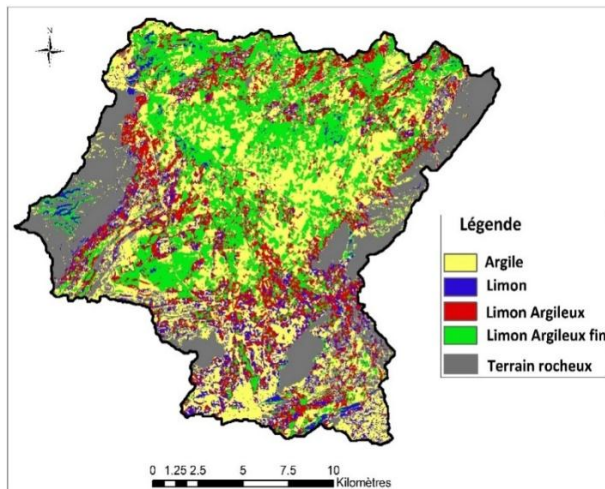 N
Légende
Argile
Limon
Limon Argileux
Limon Argileux fin
Terrain rocheux
0 1.25 2.5 5 7.5 10
Kilomètres